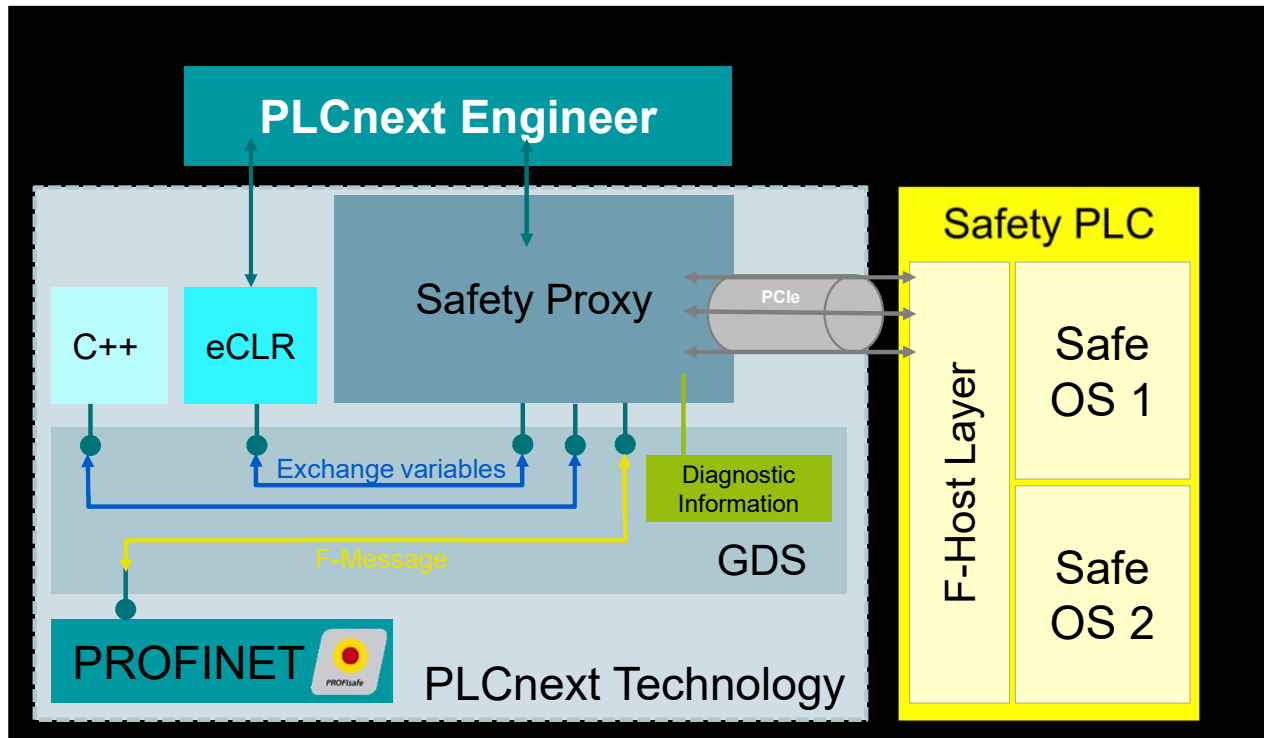 PLCnext Engineer
Safety PLC
Safety Proxy
PCIe
C++
eCLR
Safe
OS 1
F-Host Layer
Exchange variables
Diagnostic
Information
F-Message
GDS
Safe
OS 2
PROFINET
PROFIsafe
PLCnext Technology